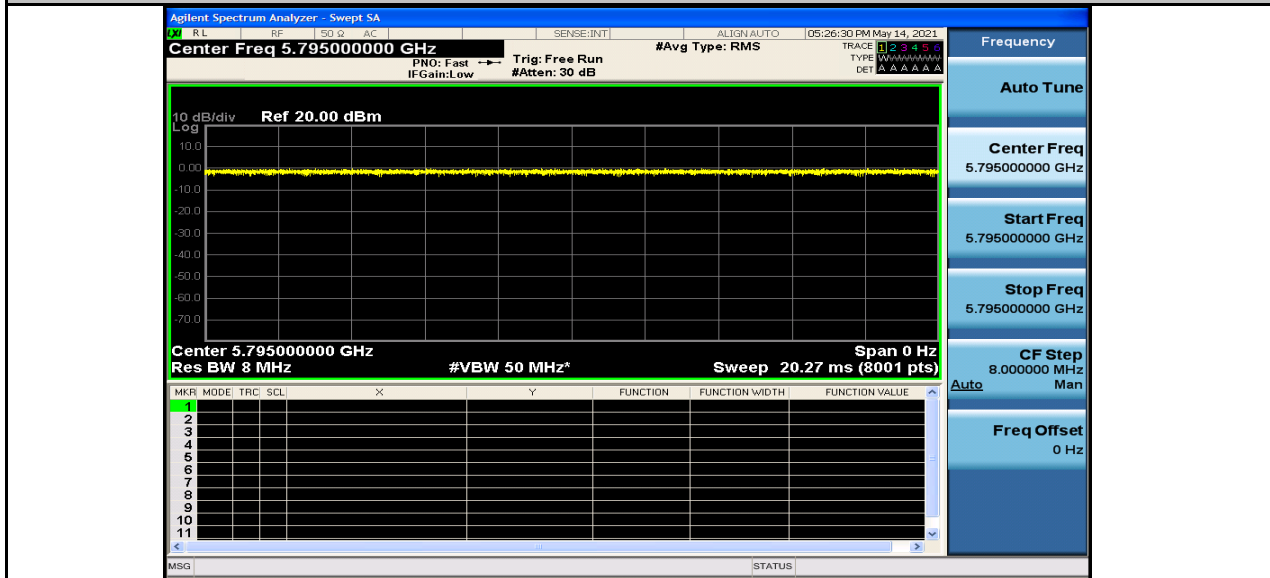 Agilent Spectrum Analyzer - Swept SA
LXI RL RF 50 Ω AC SENSE:INT ALIGN AUTO 05:26:30 PM May 14, 2021
Center Freq 5.795000000 GHz #Avg Type: RMS TRACE 1 2 3 4 5 6
PNO: Fast Trig: Free Run TYPE
IFGain:Low #Atten: 30 dB DET A A A A A A
10 dB/div Ref 20.00 dBm
Log
10.0
0.00
-10.0
-20.0
-30.0
-40.0
-50.0
-60.0
-70.0
Center 5.795000000 GHz Span 0 Hz
Res BW 8 MHz #VBW 50 MHz* Sweep 20.27 ms (8001 pts)
MKR MODE TRC SCL X Y FUNCTION FUNCTION WIDTH FUNCTION VALUE
1
2
3
4
5
6
7
8
9
10
11
MSG STATUS
Frequency
Auto Tune
Center Freq
5.795000000 GHz
Start Freq
5.795000000 GHz
Stop Freq
5.795000000 GHz
CF Step
8.000000 MHz
Auto Man
Freq Offset
0 Hz